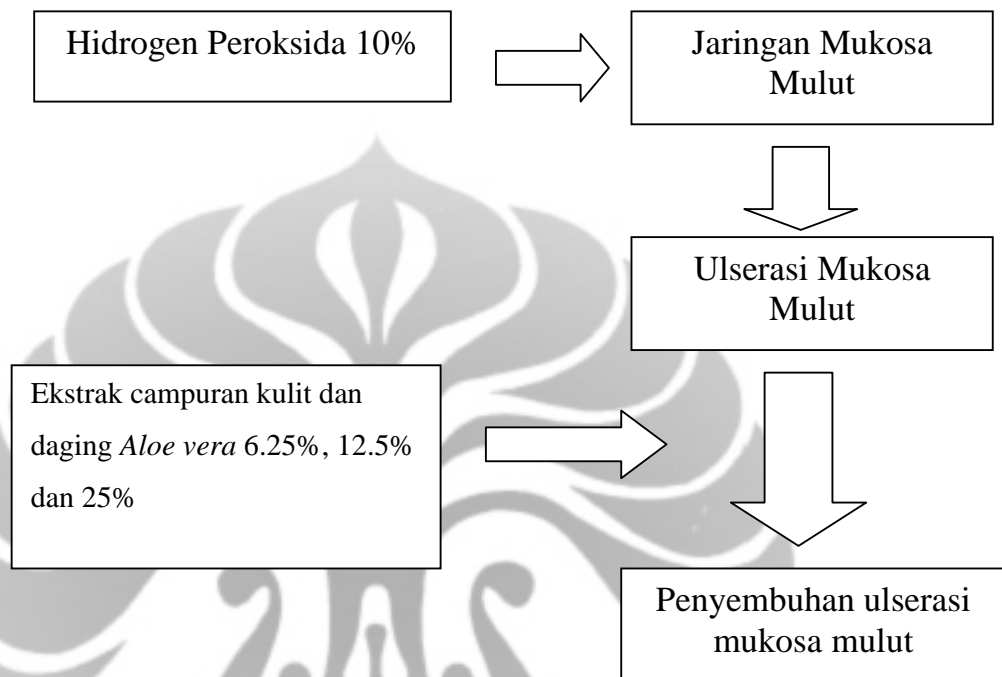 Hidrogen Peroksida 10%
Jaringan Mukosa
Mulut
Ulserasi Mukosa
Mulut
Ekstrak campuran kulit dan
daging Aloe vera 6.25%, 12.5%
dan 25%
Penyembuhan ulserasi
mukosa mulut